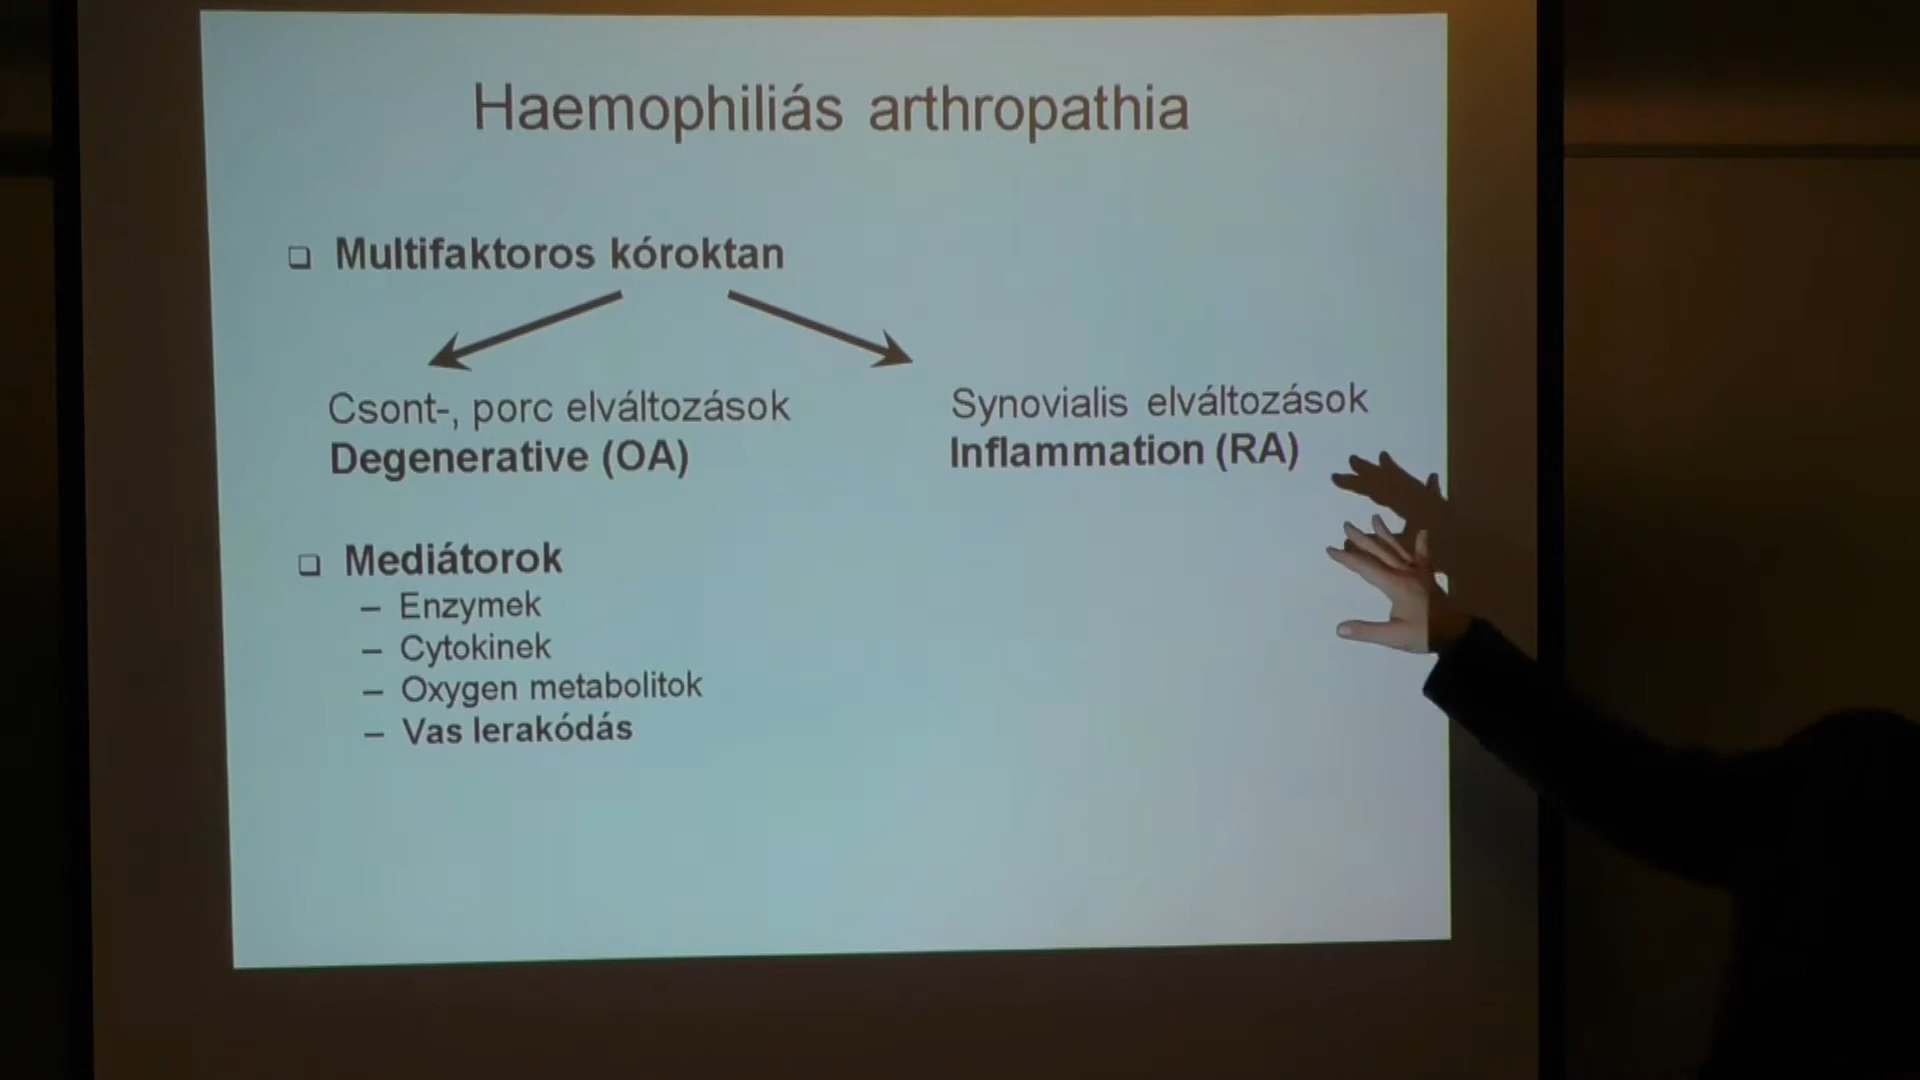 Haemophiliás arthropathia
Multifaktoros kóroktan
Csont-, porc elváltozások
Degenerative (OA)
Synovialis elváltozások
Inflammation (RA)
Mediátorok
– Enzymek
– Cytokinek
– Oxygen metabolitok
– Vas lerakódás